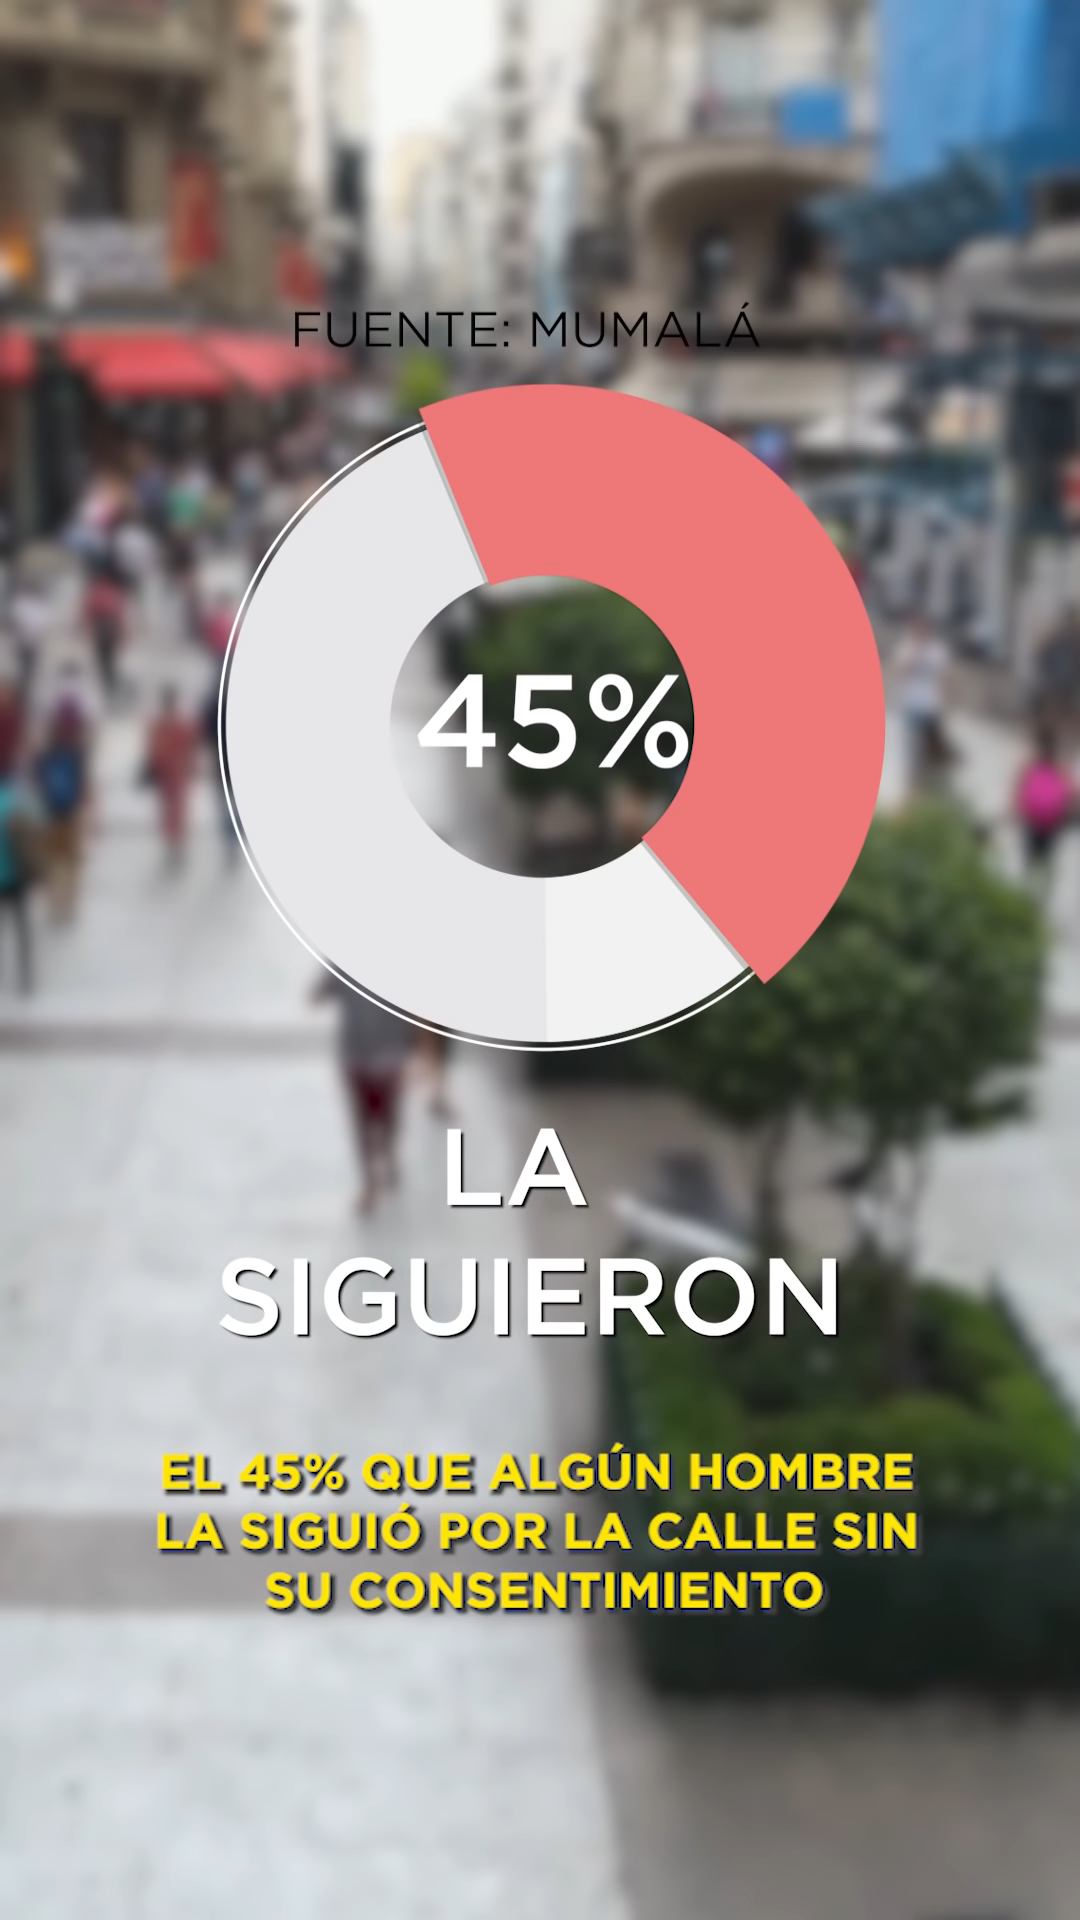 FUENTE: MUMALÁ
45%
LA
SIGUIERON
EL 45% QUE ALGÚN HOMBRE
LA SIGUIÓ POR LA CALLE SIN
SU CONSENTIMIENTO